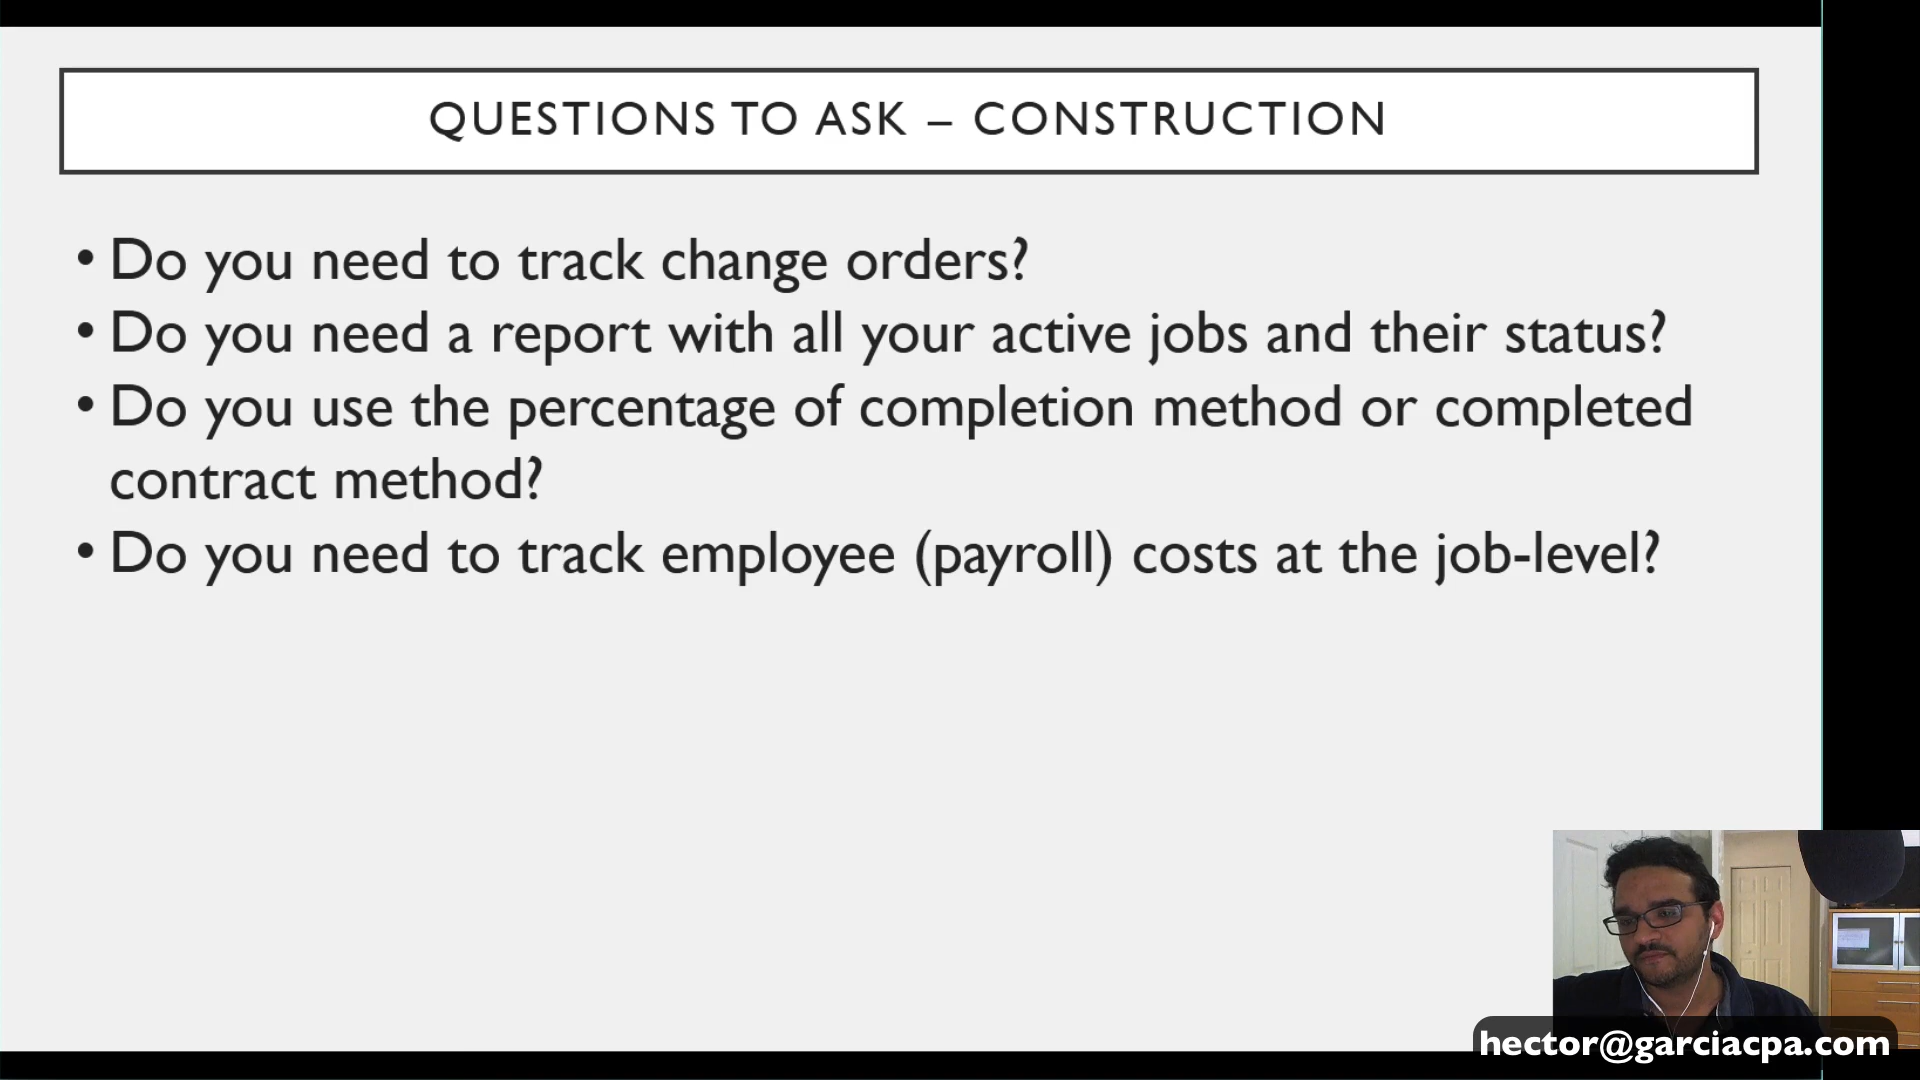 QUESTIONS TO ASK – CONSTRUCTION
• Do you need to track change orders?
• Do you need a report with all your active jobs and their status?
• Do you use the percentage of completion method or completed
contract method?
• Do you need to track employee (payroll) costs at the job-level?
hector@garciacpa.com